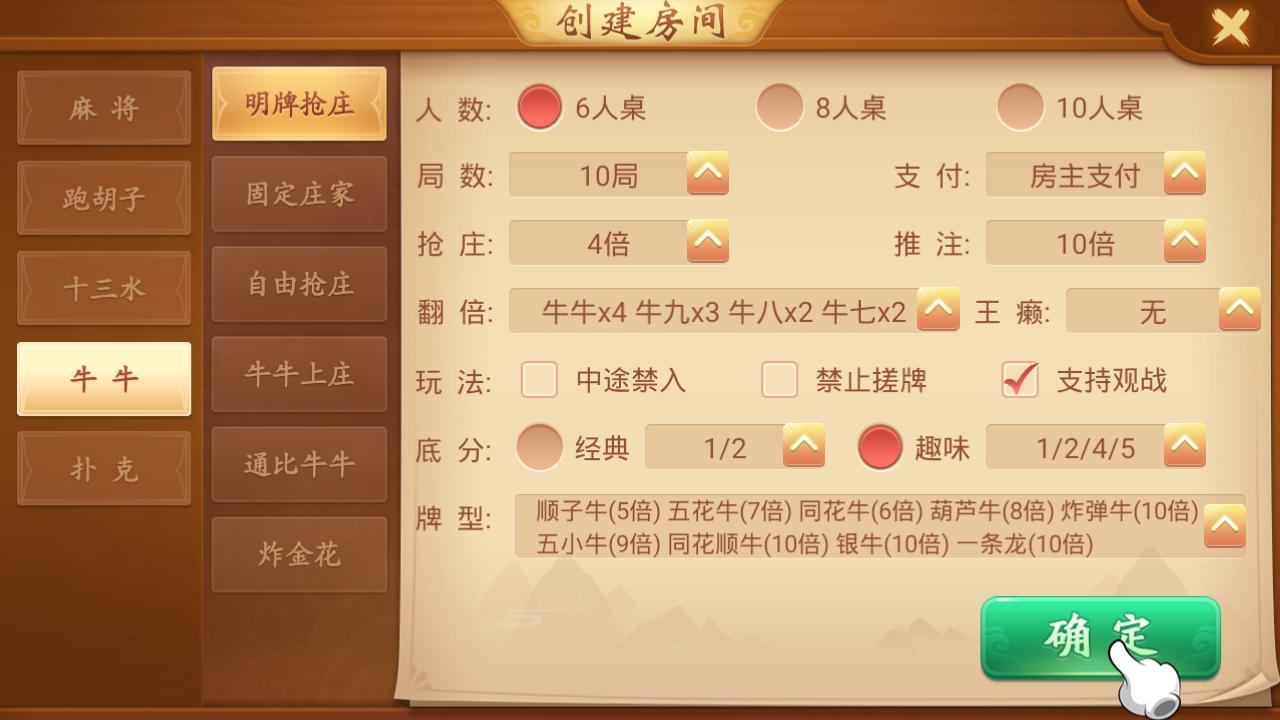 创建房间
麻将
跑胡子
十三水
牛牛
扑克
明牌抢庄
固定庄家
自由抢庄
牛牛上庄
通比牛牛
炸金花
人数: 6人桌 8人桌 10人桌
局数: 10局 支付: 房主支付
抢庄: 4倍 推注: 10倍
翻倍: 牛牛x4 牛九x3 牛八x2 牛七x2 王癞: 无
玩法: 中途禁入 禁止搓牌 支持观战
底分: 经典 1/2 趣味 1/2/4/5
牌型: 顺子牛(5倍) 五花牛(7倍) 同花牛(6倍) 葫芦牛(8倍) 炸弹牛(10倍)
五小牛(9倍) 同花顺牛(10倍) 银牛(10倍) 一条龙(10倍)
确定